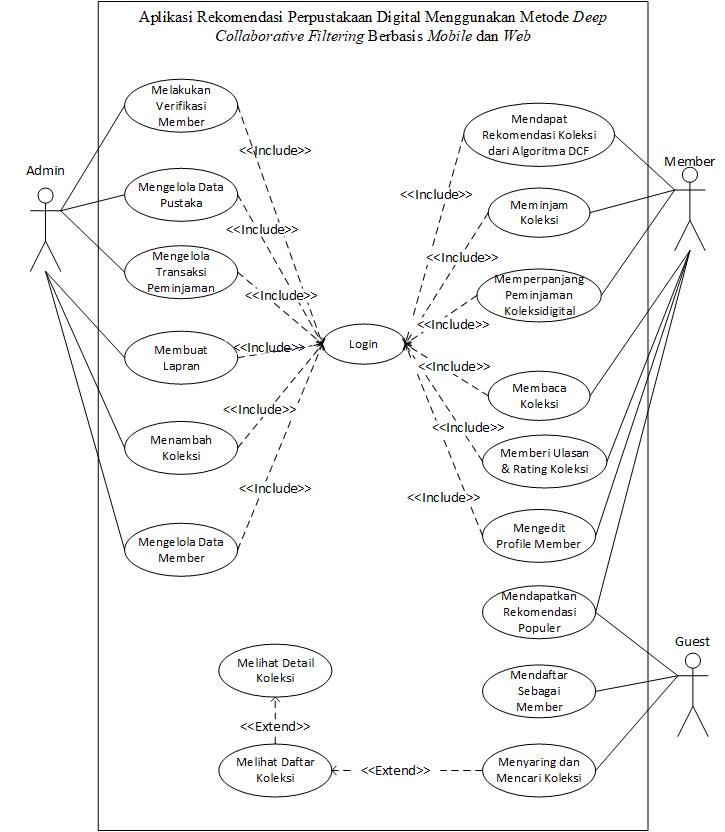 Aplikasi Rekomendasi Perpustakaan Digital Menggunakan Metode Deep
Collaborative Filtering Berbasis Mobile dan Web
Admin
Melakukan
Verifikasi
Member
<<Include>>
Mengelola Data
Pustaka
<<Include>>
Mengelola
Transaksi
Peminjaman
<<Include>>
Membuat
Lapran
<<Include>>
Menambah
Koleksi
<<Include>>
Mengelola Data
Member
<<Include>>
Login
Mendapat
Rekomendasi Koleksi
dari Algoritma DCF
<<Include>>
Meminjam
Koleksi
<<Include>>
Memperpanjang
Peminjaman
Koleksidigital
<<Include>>
Membaca
Koleksi
<<Include>>
Memberi Ulasan
& Rating Koleksi
<<Include>>
Mengedit
Profile Member
<<Include>>
Member
Mendapatkan
Rekomendasi
Populer
Guest
Mendaftar
Sebagai
Member
Melihat Detail
Koleksi
<<Extend>>
Melihat Daftar
Koleksi
<<Extend>>
Menyaring dan
Mencari Koleksi